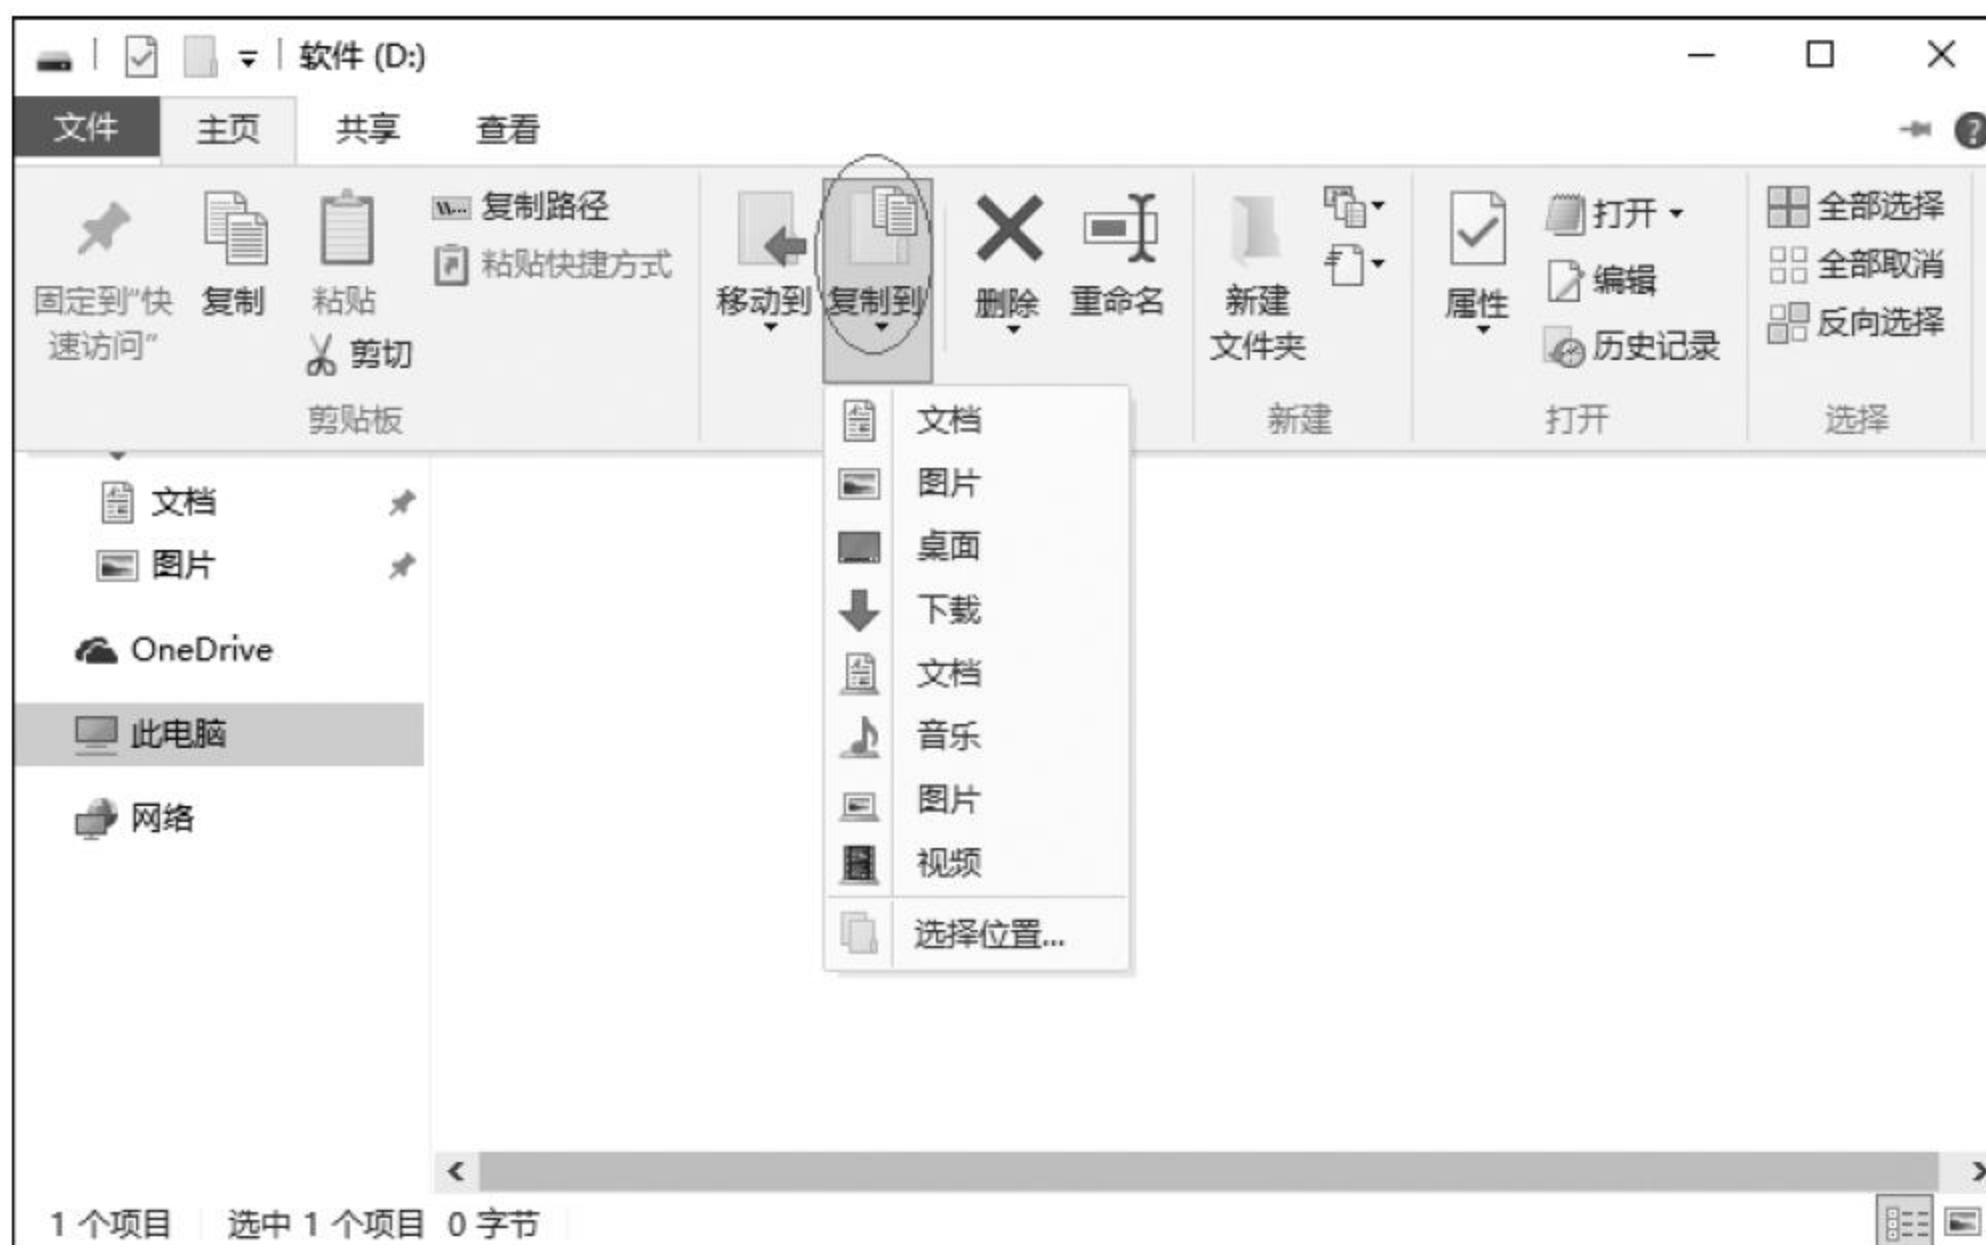 软件 (D:)
文件 主页 共享 查看
固定到“快
速访问”
复制
粘贴
剪切
复制路径
粘贴快捷方式
剪贴板
移动到
复制到
删除
重命名
新建
文件夹
新建
属性
打开
编辑
历史记录
打开
全部选择
全部取消
反向选择
选择
文档
图片
OneDrive
此电脑
网络
文档
图片
桌面
下载
文档
音乐
图片
视频
选择位置...
1 个项目 选中 1 个项目 0 字节